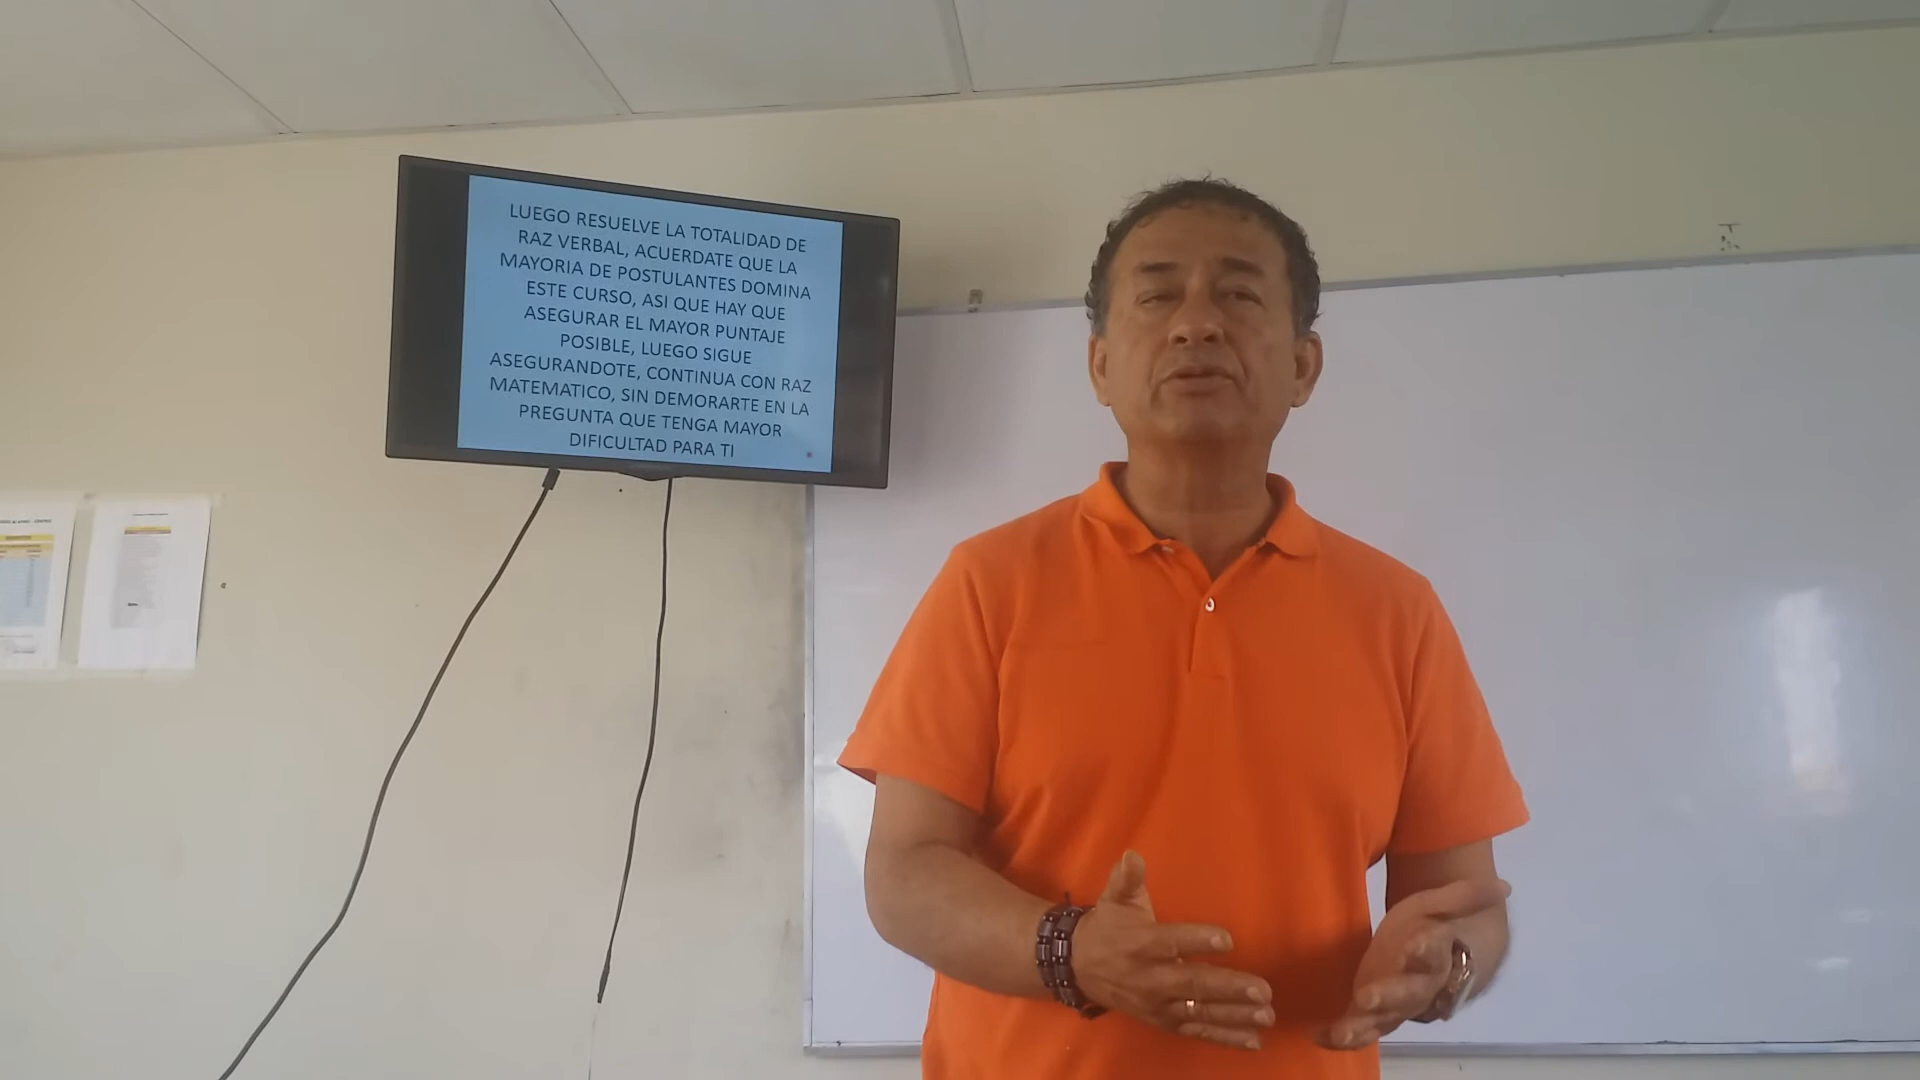 LUEGO RESUELVE LA TOTALIDAD DE
RAZ VERBAL, ACUERDATE QUE LA
MAYORIA DE POSTULANTES DOMINA
ESTE CURSO, ASI QUE HAY QUE
ASEGURAR EL MAYOR PUNTAJE
POSIBLE, LUEGO SIGUE
ASEGURANDOTE, CONTINUA CON RAZ
MATEMATICO, SIN DEMORARTE EN LA
PREGUNTA QUE TENGA MAYOR
DIFICULTAD PARA TI